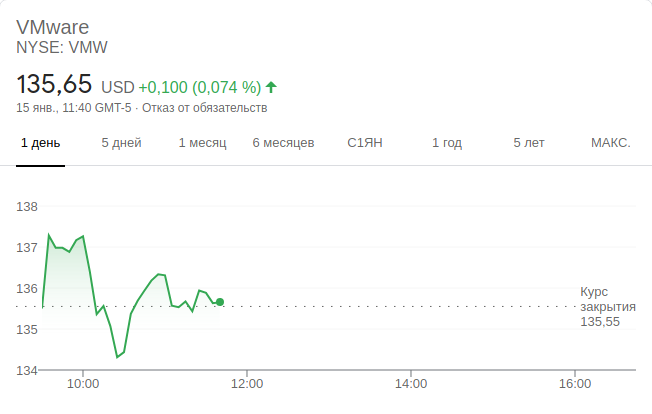 VMware
NYSE: VMW
135,65 USD +0,100 (0,074 %)
15 янв., 11:40 GMT-5 · Отказ от обязательств
1 день 5 дней 1 месяц 6 месяцев С1ЯН 1 год 5 лет МАКС.
138
137
136
135
134
Курс
закрытия
135,55
10:00 12:00 14:00 16:00